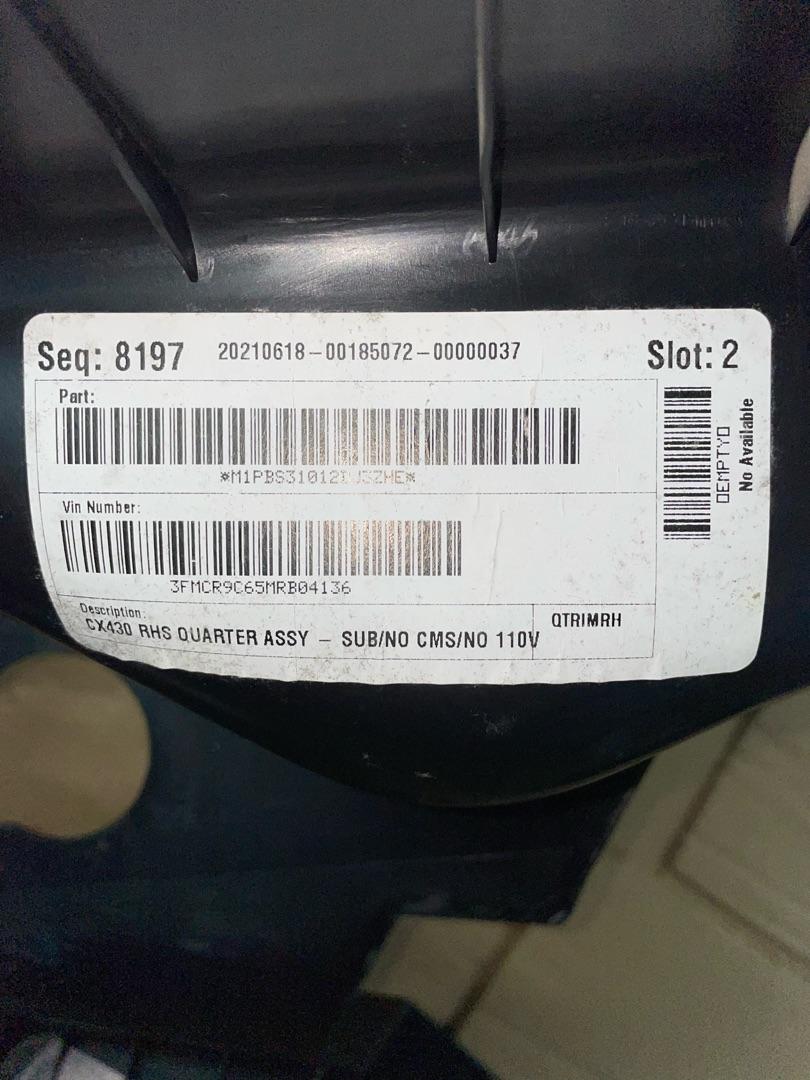 Seq: 8197
20210618-00185072-00000037
Slot: 2
Part:
Vin Number:
3FMCR9C65MRB04136
Description:
CX430 RHS QUARTER ASSY - SUB/NO CMS/NO 110V
QTRIMRH
No Available